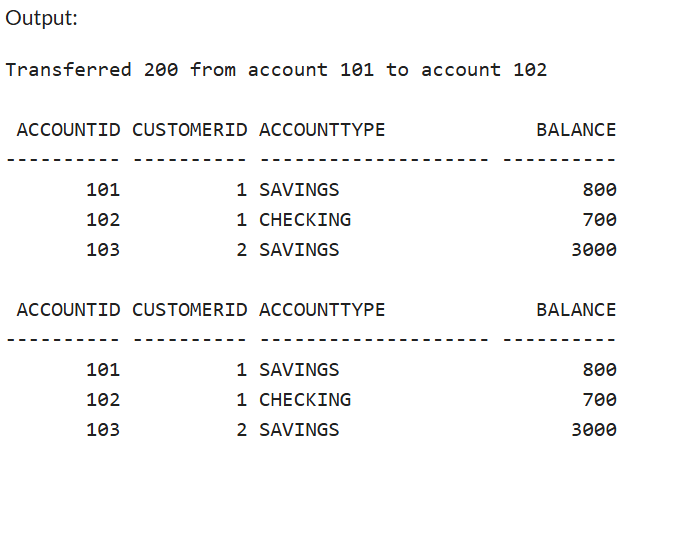 Output:
Transferred 200 from account 101 to account 102
ACCOUNTID CUSTOMERID ACCOUNTTYPE             BALANCE
---------- ---------- -------------------- ----------
       101          1 SAVINGS                     800
       102          1 CHECKING                    700
       103          2 SAVINGS                    3000
ACCOUNTID CUSTOMERID ACCOUNTTYPE             BALANCE
---------- ---------- -------------------- ----------
       101          1 SAVINGS                     800
       102          1 CHECKING                    700
       103          2 SAVINGS                    3000